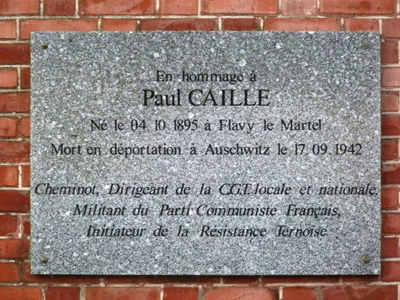 En hommage à
Paul CAILLE
Né le 04 10 1895 à Flavy le Martel
Mort en déportation à Auschwitz le 17.09.1942
Cheminot, Dirigeant de la C.G.T. locale et nationale,
Militant du Parti Communiste Français,
Initiateur de la Résistance Ternoise